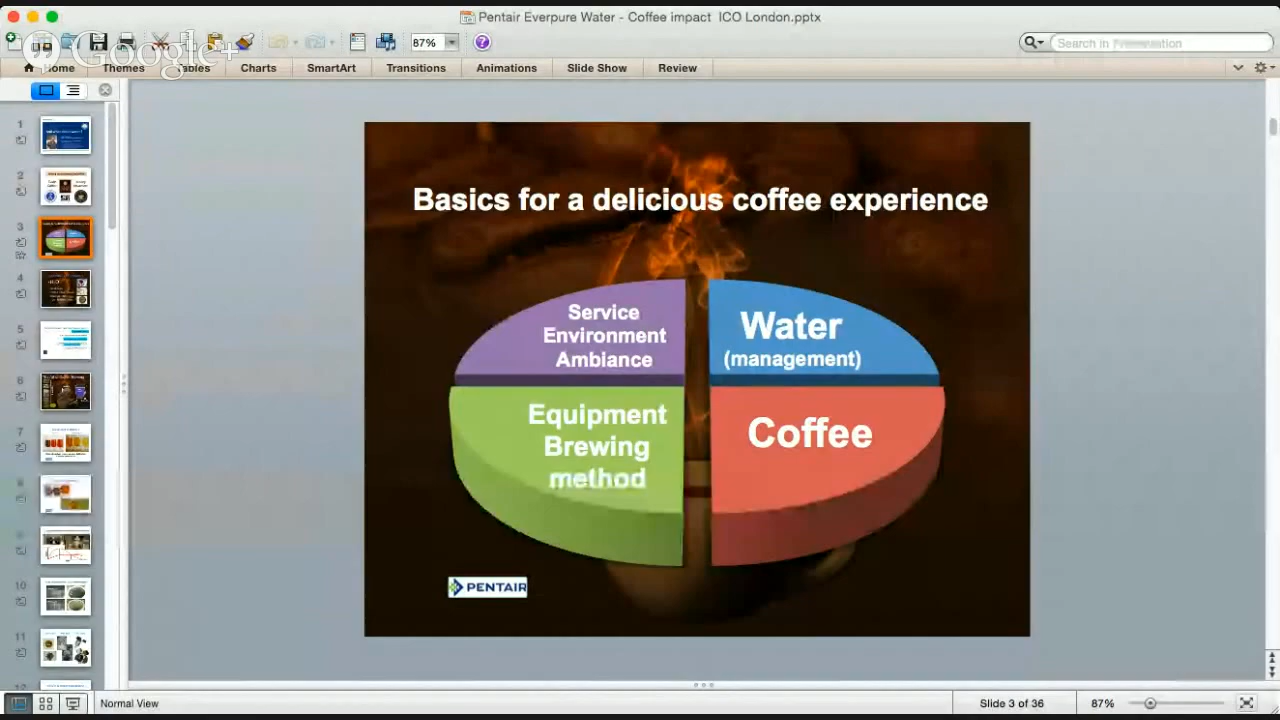 Pentair Everpure Water - Coffee impact ICO London.pptx
Google+
87%
Search in Presentation
Home Themes Tables Charts SmartArt Transitions Animations Slide Show Review
1
2
3
4
5
6
7
8
9
10
11
Basics for a delicious coffee experience
Service
Environment
Ambiance
Water
(management)
Equipment
Brewing
method
Coffee
PENTAIR
Normal View
Slide 3 of 36
87%